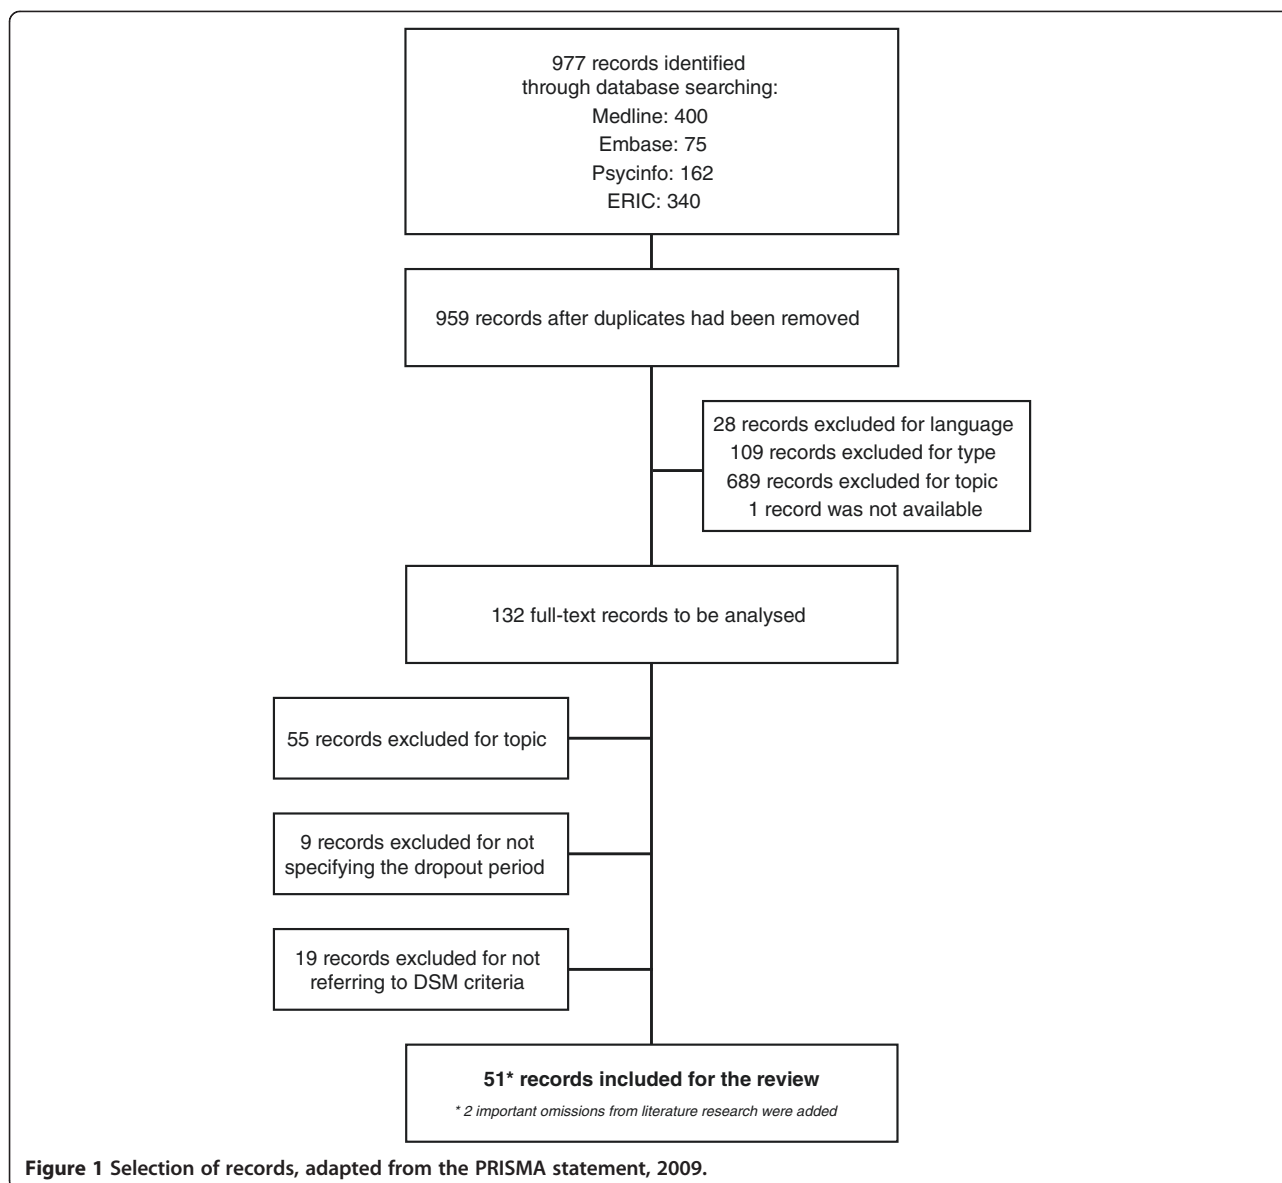 977 records identified
through database searching:
Medline: 400
Embase: 75
Psycinfo: 162
ERIC: 340
959 records after duplicates had been removed
28 records excluded for language
109 records excluded for type
689 records excluded for topic
1 record was not available
132 full-text records to be analysed
55 records excluded for topic
9 records excluded for not
specifying the dropout period
19 records excluded for not
referring to DSM criteria
51* records included for the review
* 2 important omissions from literature research were added
Figure 1 Selection of records, adapted from the PRISMA statement, 2009.